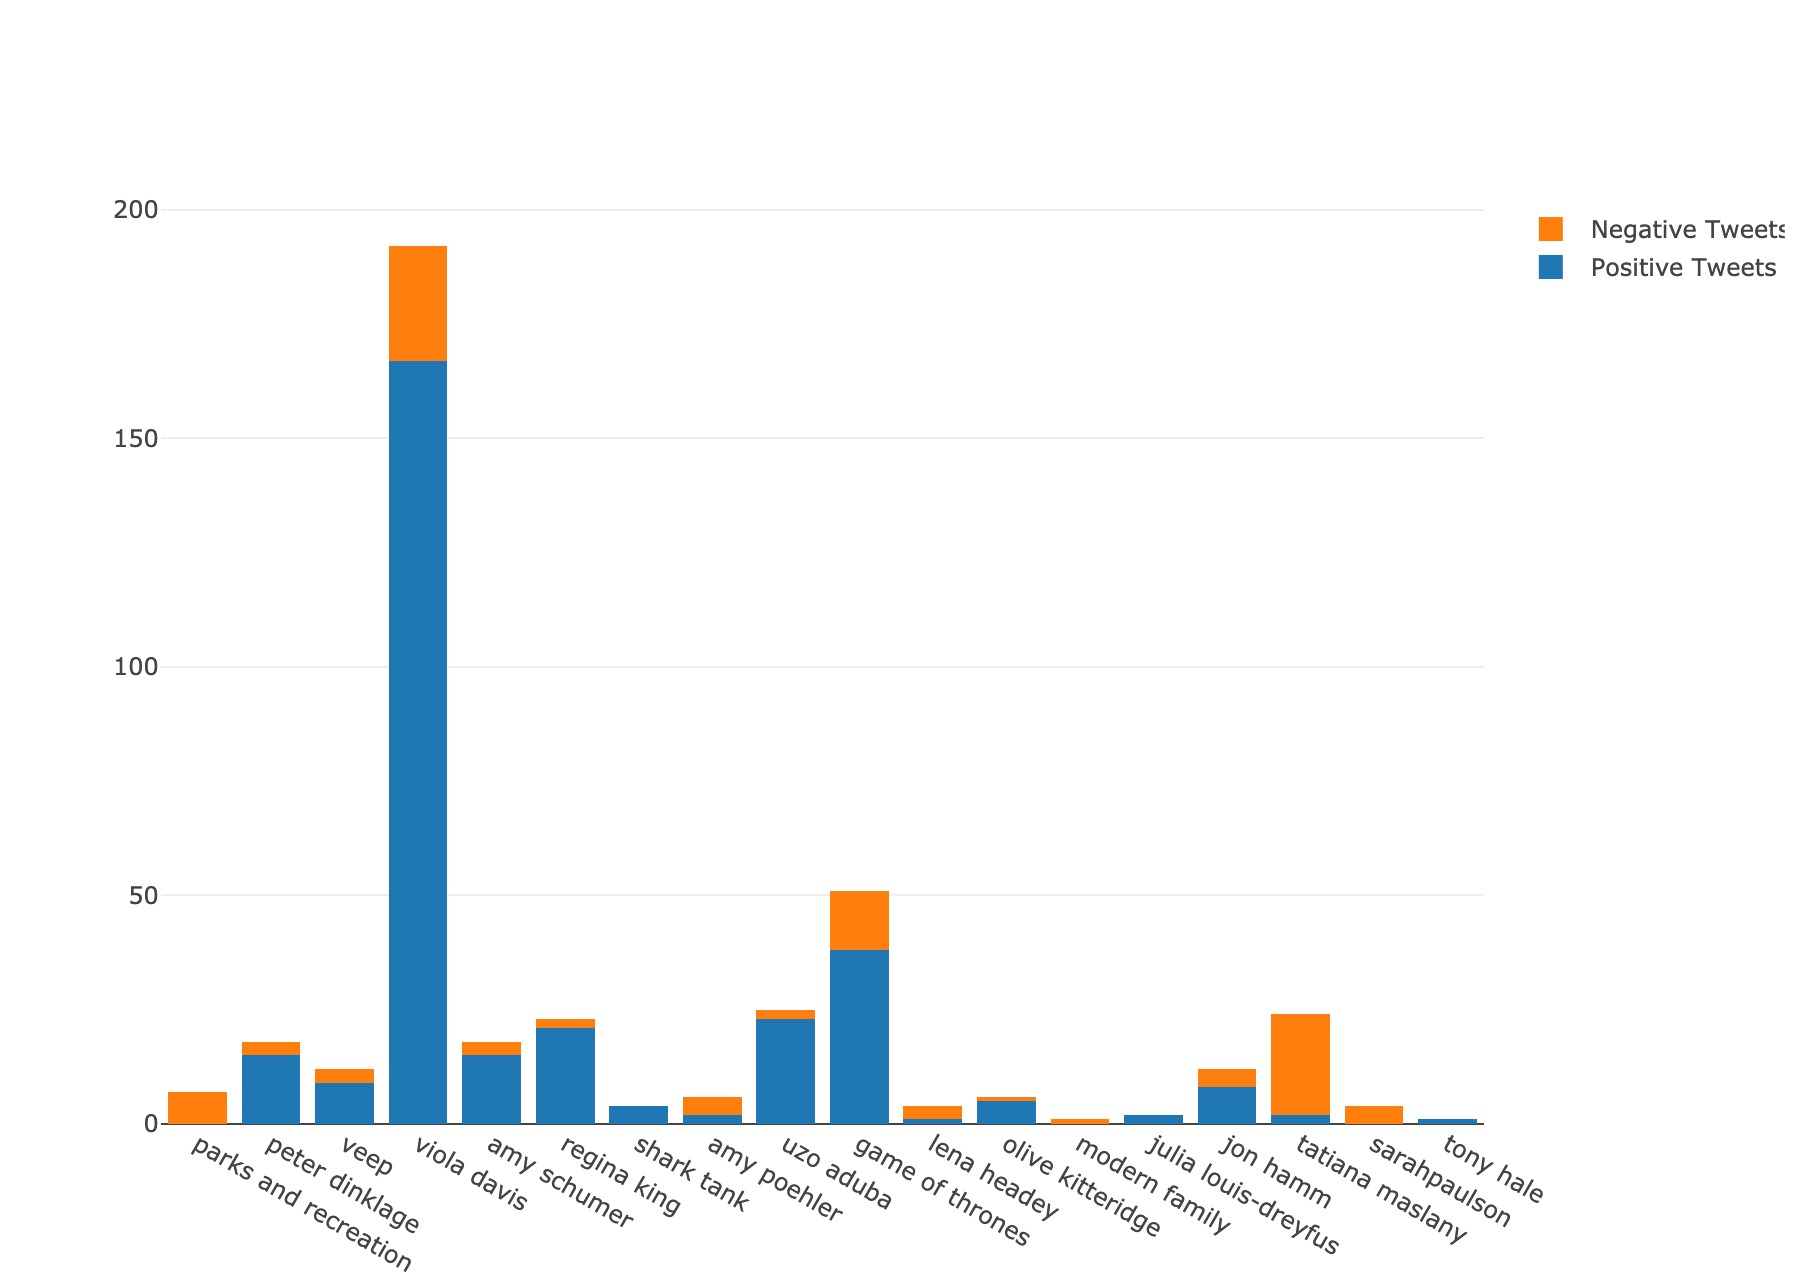 200
150
100
50
0
Negative Tweets
Positive Tweets
parks and recreation
peter dinklage
veep
viola davis
amy schumer
regina king
shark tank
amy poehler
uzo aduba
game of thrones
lena headey
olive kitteridge
modern family
julia louis-dreyfus
jon hamm
tatiana maslany
sarahpaulson
tony hale